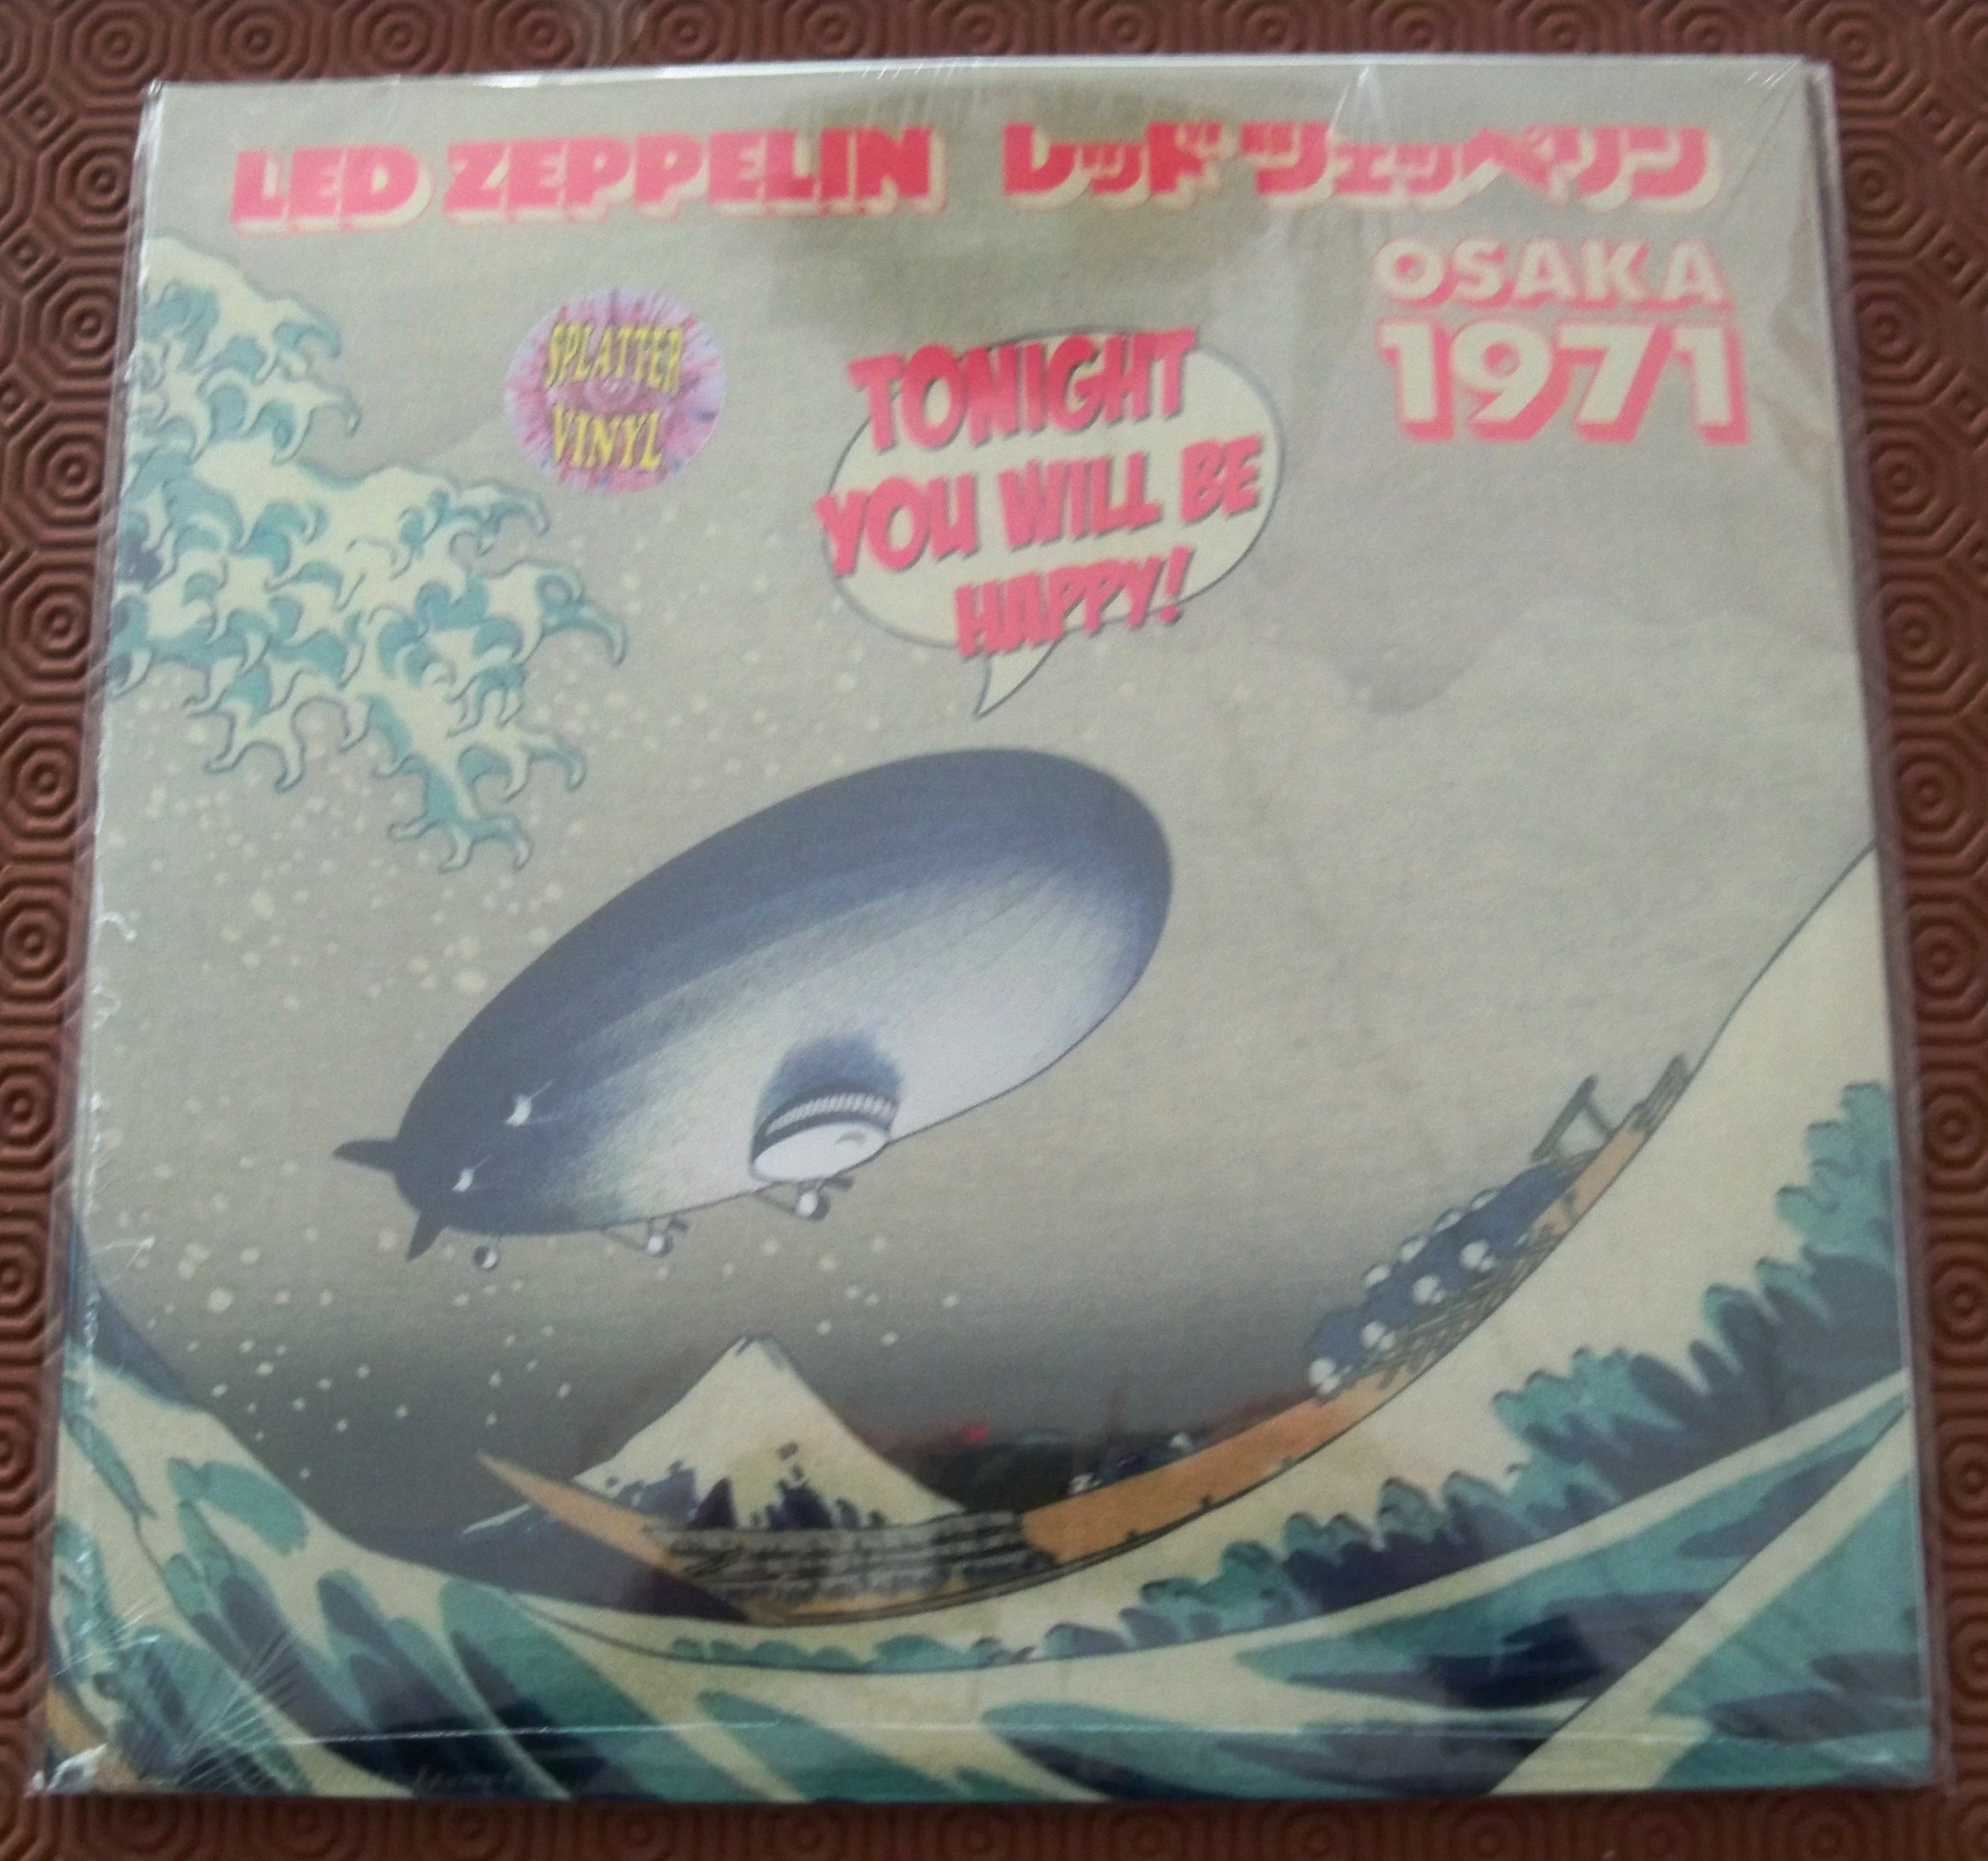 LED ZEPPELIN レッド ツェッペリン
OSAKA
1971
SPLATTER
VINYL
TONIGHT
YOU WILL BE
HAPPY!